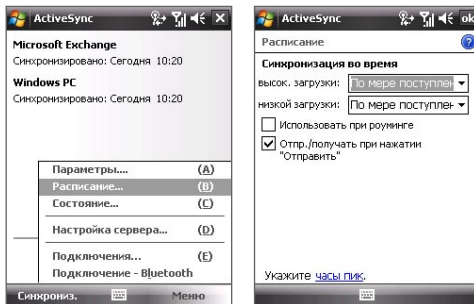 ActiveSync
Microsoft Exchange
Синхронизировано: Сегодня 10:20
Windows PC
Синхронизировано: Сегодня 10:20
Параметры.... (A)
Расписание... (B)
Состояние... (C)
Настройка сервера... (D)
Подключения... (E)
Подключение - Bluetooth
Синхрониз. Меню
ActiveSync ok
Расписание ?
Синхронизация во время
высок. загрузки: По мере поступлен
низкой загрузки: По мере поступлен
Использовать при роуминге
Отпр./получать при нажатии
"Отправить"
Укажите часы пик.